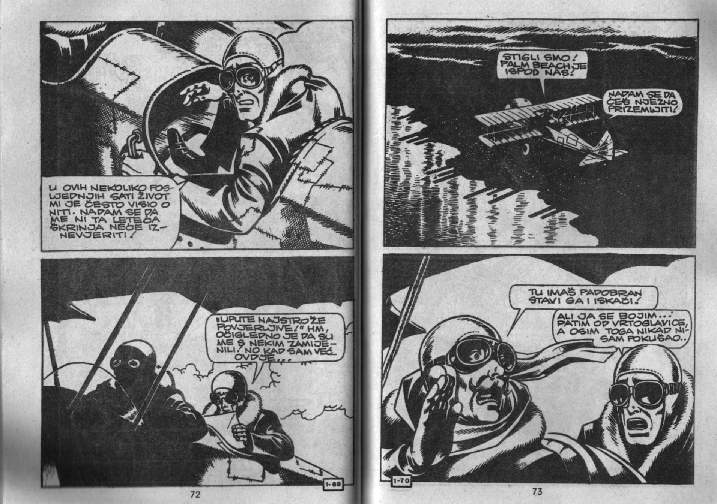 U OVIH NEKOLIKO POS-
LJEDNJIH SATI ŽIVOT
MI JE ČESTO VISIO O
NITI. NADAM SE DA
ME NI TA LETEĆA
ŠKRINJA NEĆE IZ-
NEVJERITI!
"UPUTE NAJSTROŽE
POVJERLJIVE!" HM,
OČIGLEDNO JE DA SU
ME S NEKIM ZAMIJE-
NILI. NO KAD SAM VEĆ
OVDJE...
1-69
72
STIGLI SMO!
PALM BEACH JE
ISPOD NAS!
NADAM SE DA
ĆEŠ NJEŽNO
PRIZEMLJITI!
TU IMAŠ PADOBRAN
STAVI GA I ISKAČI!
ALI JA SE BOJIM...
PATIM OD VRTOGLAVICE,
A OSIM TOGA NIKAD NI-
SAM POKUŠAO..
1-70
73